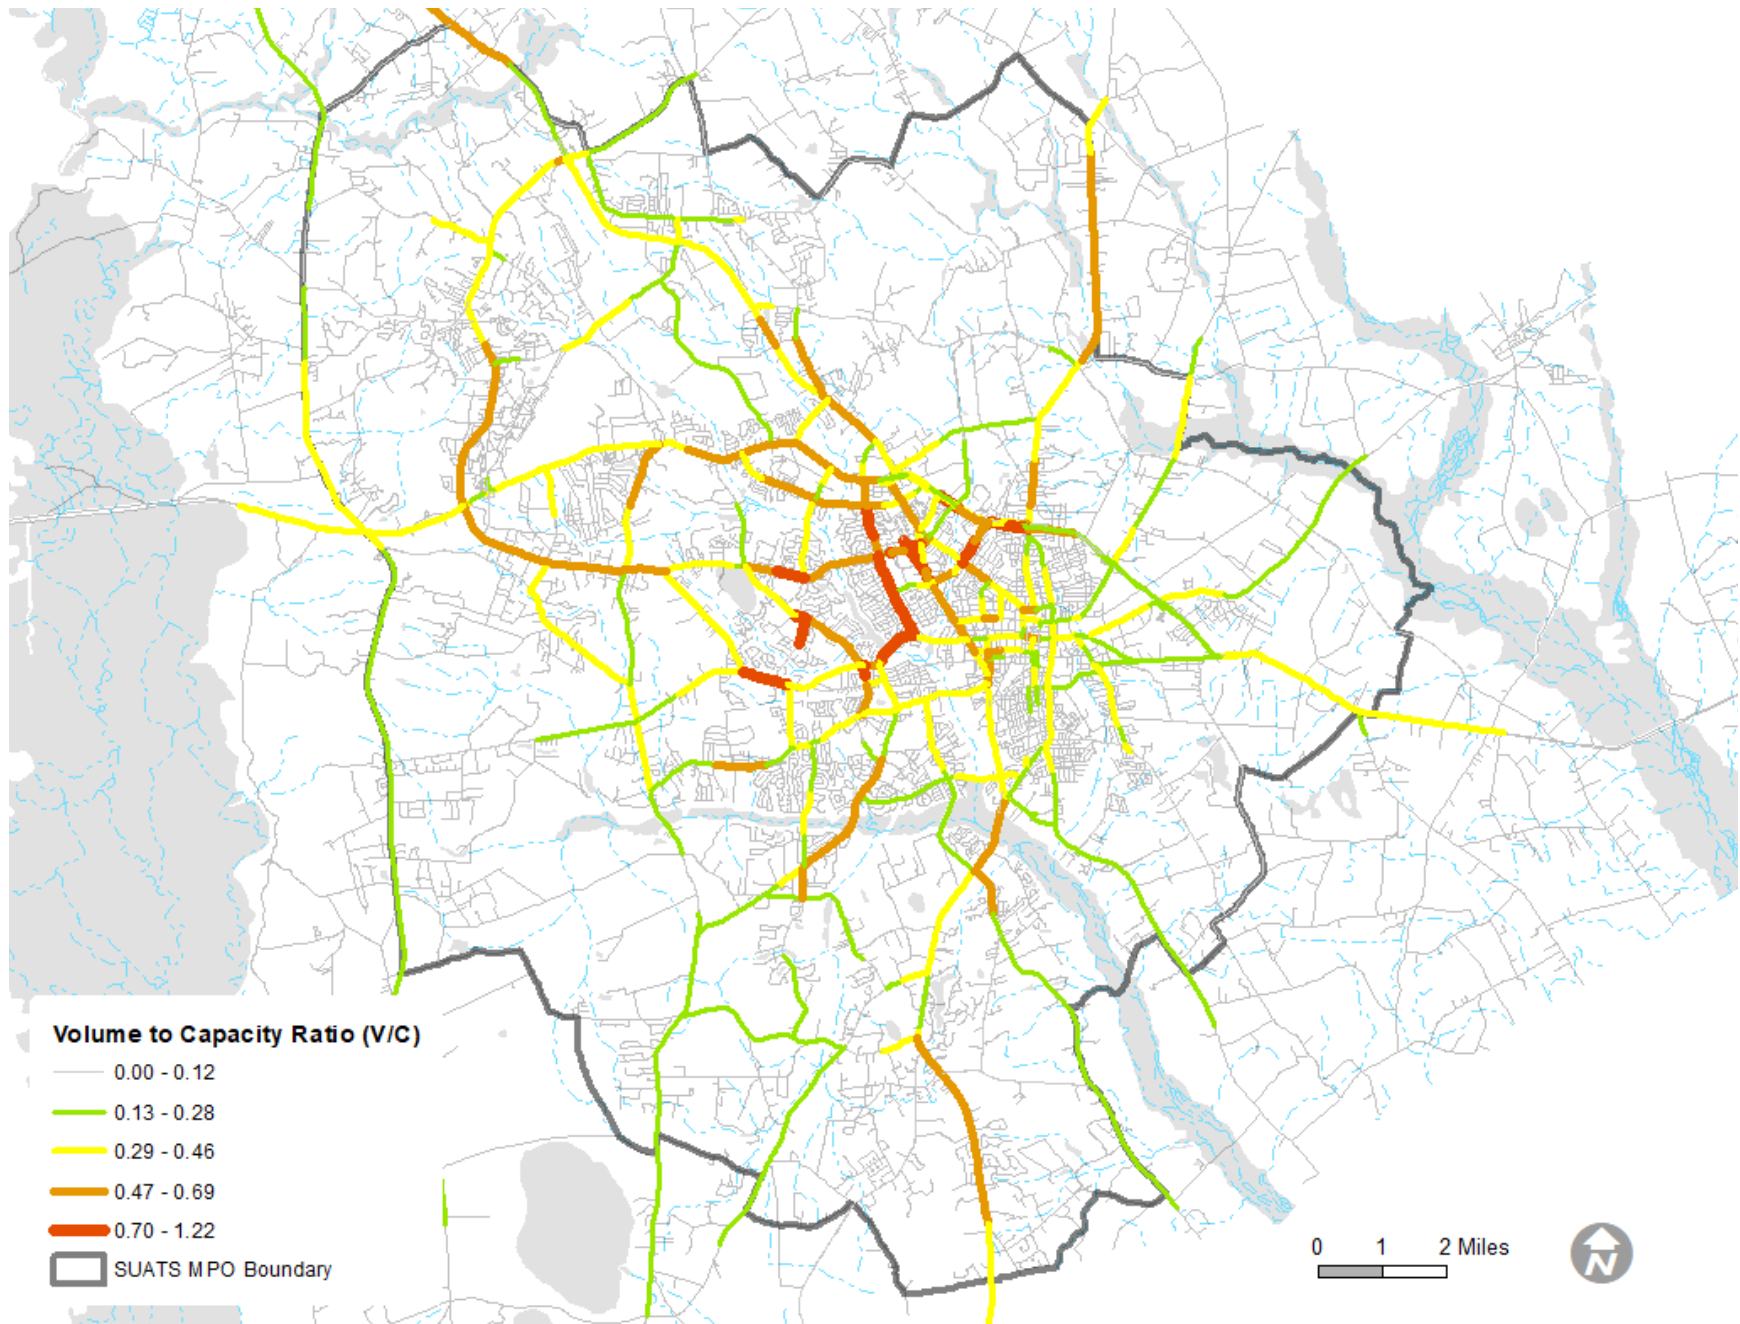 Volume to Capacity Ratio (V/C)
0.00 - 0.12
0.13 - 0.28
0.29 - 0.46
0.47 - 0.69
0.70 - 1.22
SUATS MPO Boundary
0 1 2 Miles
N